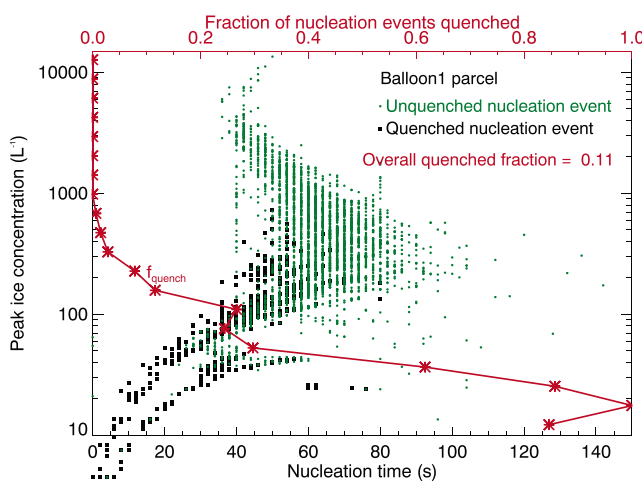 Fraction of nucleation events quenched
0.0 0.2 0.4 0.6 0.8 1.0
10000
Balloon1 parcel
Unquenched nucleation event
Quenched nucleation event
Overall quenched fraction = 0.11
1000
Peak ice concentration (L⁻¹)
f_quench
100
10
0 20 40 60 80 100 120 140
Nucleation time (s)